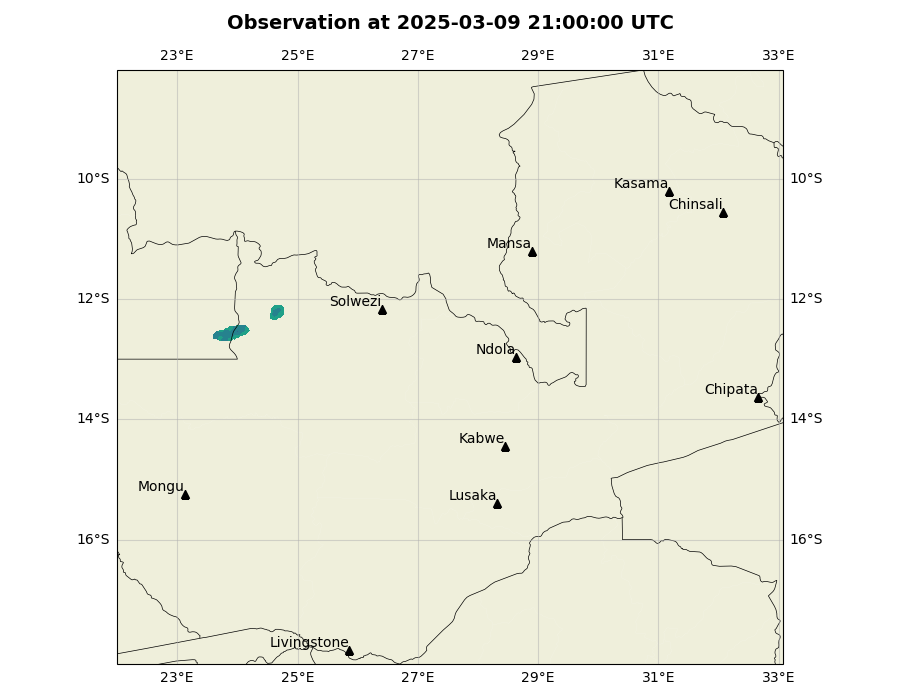 Observation at 2025-03-09 21:00:00 UTC
23°E 25°E 27°E 29°E 31°E 33°E
10°S 10°S
Kasama
Chinsali
Mansa
12°S 12°S
Solwezi
Ndola
Chipata
14°S 14°S
Kabwe
Mongu
Lusaka
16°S 16°S
Livingstone
23°E 25°E 27°E 29°E 31°E 33°E